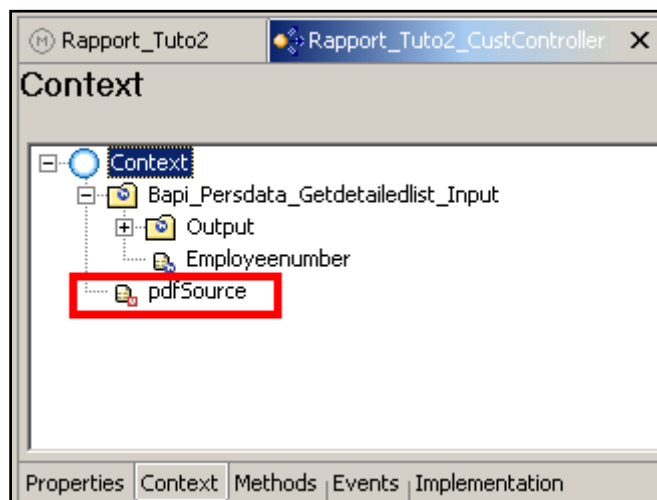 Rapport_Tuto2 Rapport_Tuto2_CustController
Context
Context
Bapi_Persdata_Getdetailedlist_Input
Output
Employeenumber
pdfSource
Properties Context Methods Events Implementation